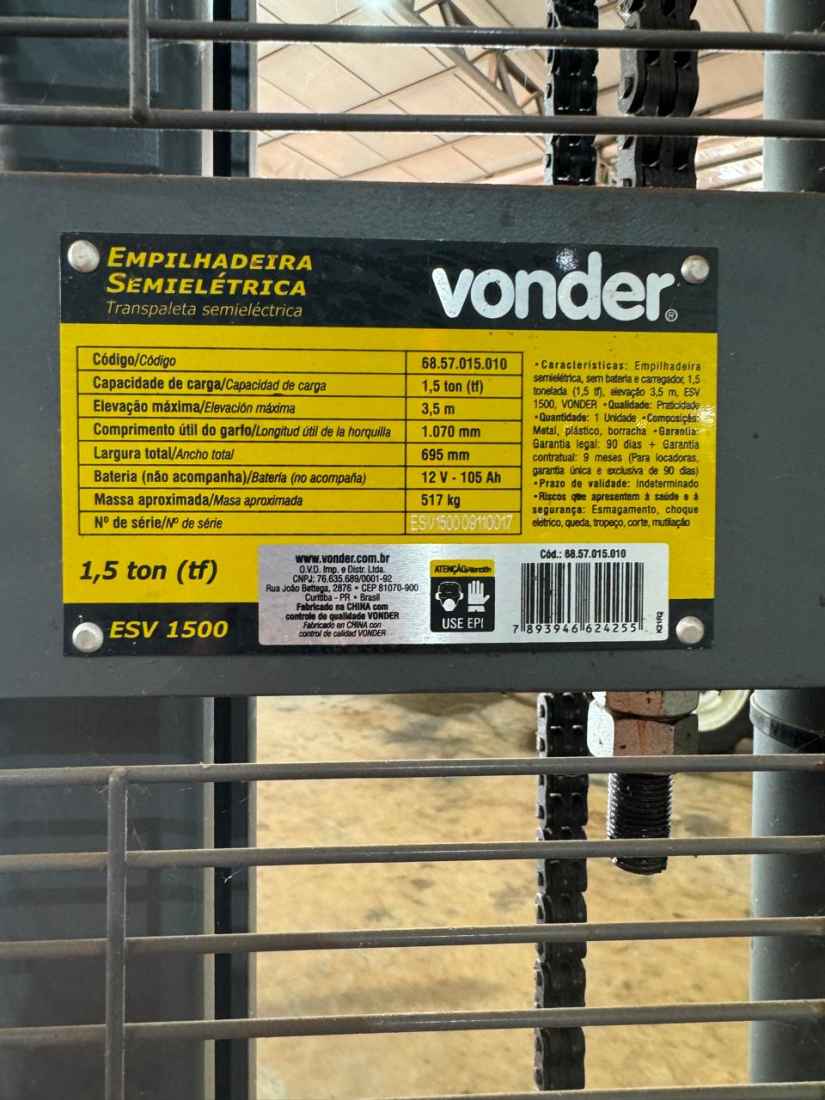 EMPILHADEIRA
SEMIELÉTRICA
Transpaleta semieléctrica
vonder®
Código/Código 68.57.015.010
Capacidade de carga/Capacidad de carga 1,5 ton (tf)
Elevação máxima/Elevación máxima 3,5 m
Comprimento útil do garfo/Longitud útil de la horquilla 1.070 mm
Largura total/Ancho total 695 mm
Bateria (não acompanha)/Batería (no acompaña) 12 V - 105 Ah
Massa aproximada/Masa aproximada 517 kg
Nº de série/Nº de série ESV1500 09110017
•Características: Empilhadeira
semielétrica, sem bateria e carregador, 1,5
tonelada (1,5 tf), elevação 3,5 m, ESV
1500, VONDER •Qualidade: Praticidade
•Quantidade: 1 Unidade •Composição:
Metal, plástico, borracha •Garantia:
Garantia legal: 90 dias + Garantia
contratual: 9 meses (Para locadoras,
garantia única e exclusiva de 90 dias)
•Prazo de validade: Indeterminado
•Riscos que apresentem à saúde e à
segurança: Esmagamento, choque
elétrico, queda, tropeço, corte, mutilação
1,5 ton (tf)
ESV 1500
www.vonder.com.br
O.V.D. Imp. e Distr. Ltda.
CNPJ: 76.635.689/0001-92
Rua João Bettega, 2876 • CEP 81070-900
Curitiba - PR • Brasil
Fabricado na CHINA com
controle de qualidade VONDER
Fabricado en CHINA con
control de calidad VONDER
ATENÇÃO/Atención
USE EPI
Cód.: 68.57.015.010
7 893946 624255
K21R2